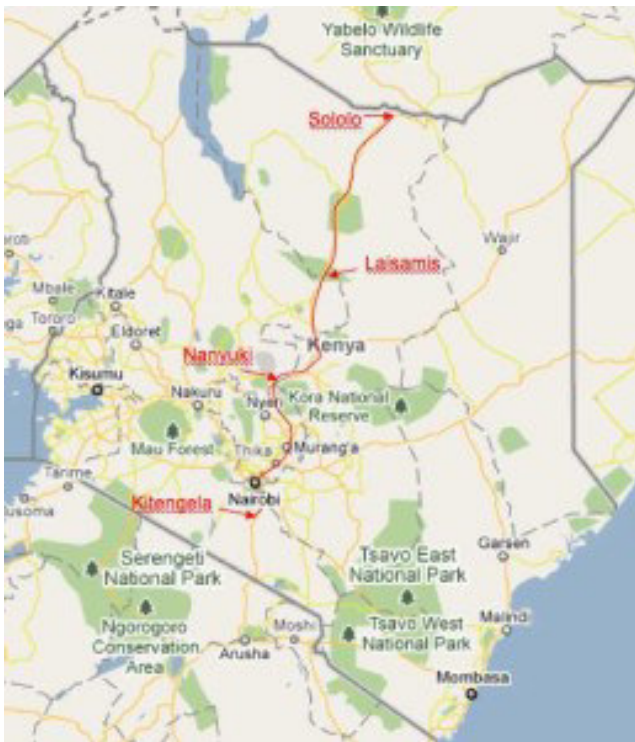 Yabelo Wildlife
Sanctuary
Sololo
Wajir
Laisamis
Mbale
Kitale
Tororo
Eldoret
Kenya
Nanyuki
Kisumu
Nakuru
Nyeri
Kora National
Reserve
Mau Forest
Thika
Murang'a
Tarime
Nairobi
Kitengela
Serengeti
National Park
Tsavo East
National Park
Garsen
Ngorogoro
Conservation
Area
Moshi
Arusha
Tsavo West
National Park
Malindi
Mombasa